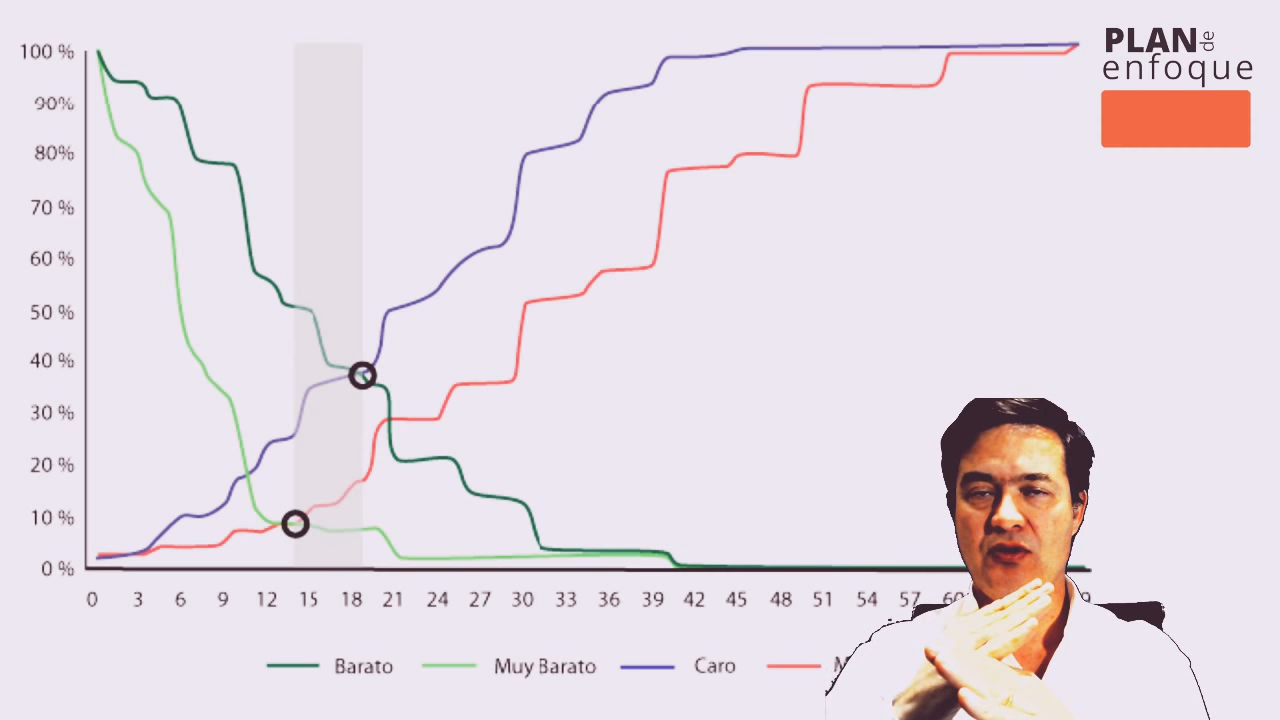 PLAN de
enfoque
100 %
90%
80%
70 %
60 %
50 %
40 %
30 %
20 %
10 %
0 %
0 3 6 9 12 15 18 21 24 27 30 33 36 39 42 45 48 51 54 57
Barato Muy Barato Caro